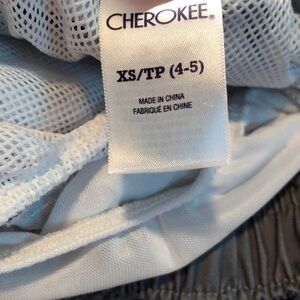 CHEROKEE®
XS/TP (4-5)
MADE IN CHINA
FABRIQUÉ EN CHINE